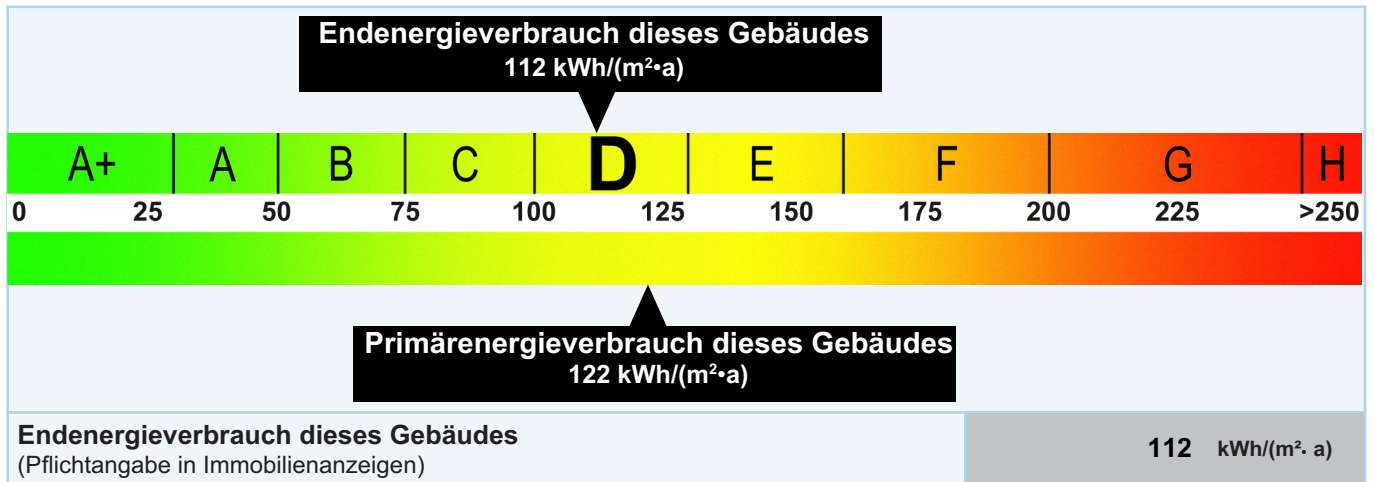 Endenergieverbrauch dieses Gebäudes
112 kWh/(m²•a)
A+ A B C D E F G H
0 25 50 75 100 125 150 175 200 225 >250
Primärenergieverbrauch dieses Gebäudes
122 kWh/(m²•a)
Endenergieverbrauch dieses Gebäudes
(Pflichtangabe in Immobilienanzeigen)
112 kWh/(m²· a)